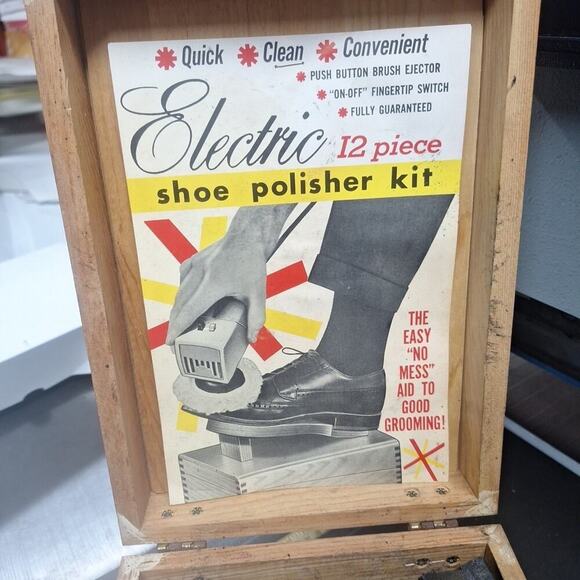 Quick Clean Convenient
PUSH BUTTON BRUSH EJECTOR
"ON-OFF" FINGERTIP SWITCH
FULLY GUARANTEED
Electric 12 piece
shoe polisher kit
THE
EASY
"NO
MESS"
AID TO
GOOD
GROOMING!